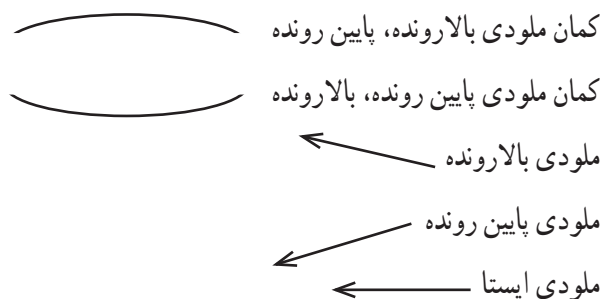 کمان ملودی بالارونده، پایین رونده
کمان ملودی پایین رونده، بالارونده
ملودی بالارونده
ملودی پایین رونده
ملودی ایستا